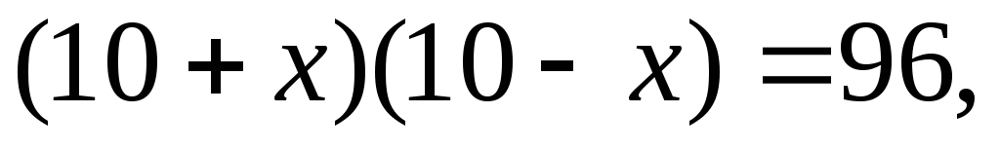 (10 + x)(10 - x) =96,